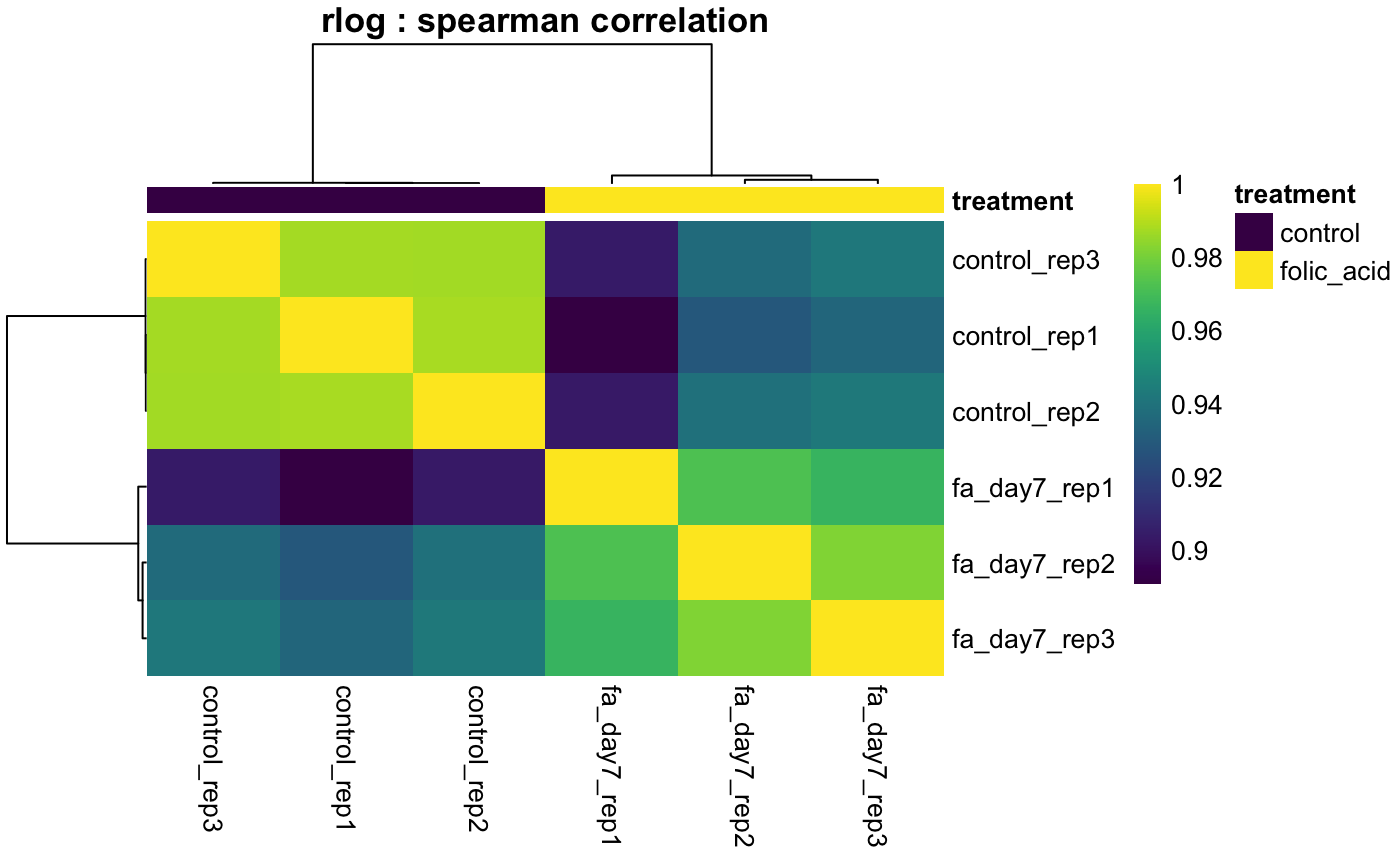 rlog : spearman correlation
treatment
control_rep3
control_rep1
control_rep2
fa_day7_rep1
fa_day7_rep2
fa_day7_rep3
control_rep3
control_rep1
control_rep2
fa_day7_rep1
fa_day7_rep2
fa_day7_rep3
1
0.98
0.96
0.94
0.92
0.9
treatment
control
folic_acid